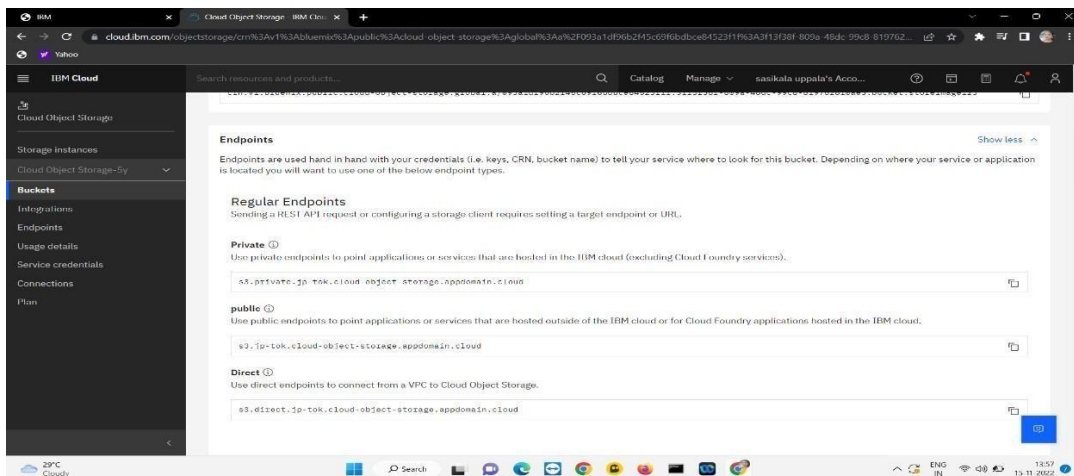 IBM
Cloud Object Storage - IBM Clou
Yahoo
IBM Cloud
Search resources and products...
Catalog
Manage
sasikala uppala's Acco...
Cloud Object Storage
Storage instances
Cloud Object Storage-5y
Buckets
Integrations
Endpoints
Usage details
Service credentials
Connections
Plan
Endpoints
Show less
Endpoints are used hand in hand with your credentials (i.e. keys, CRN, bucket name) to tell your service where to look for this bucket. Depending on where your service or application
is located you will want to use one of the below endpoint types.
Regular Endpoints
Sending a REST API request or configuring a storage client requires setting a target endpoint or URL.
Private
Use private endpoints to point applications or services that are hosted in the IBM cloud (excluding Cloud Foundry services).
s3.private.jp-tok.cloud-object-storage.appdomain.cloud
public
Use public endpoints to point applications or services that are hosted outside of the IBM cloud or for Cloud Foundry applications hosted in the IBM cloud.
s3.jp-tok.cloud-object-storage.appdomain.cloud
Direct
Use direct endpoints to connect from a VPC to Cloud Object Storage.
s3.direct.jp-tok.cloud-object-storage.appdomain.cloud
29°C
Cloudy
Search
ENG
IN
13:57
15-11-2022